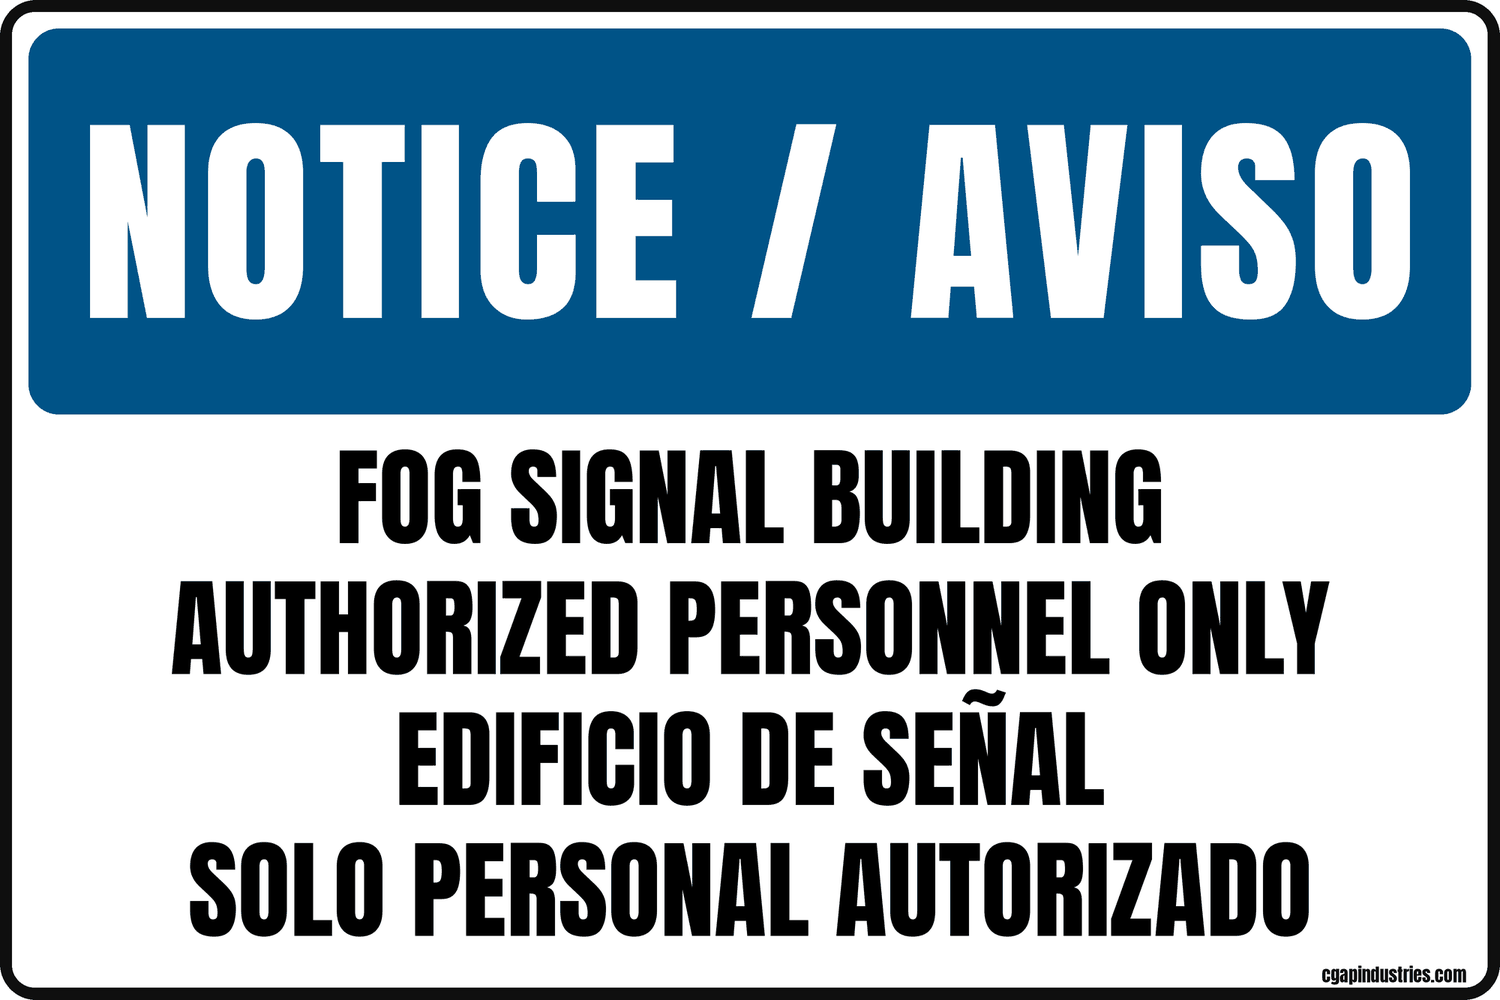 NOTICE / AVISO
FOG SIGNAL BUILDING
AUTHORIZED PERSONNEL ONLY
EDIFICIO DE SEÑAL
SOLO PERSONAL AUTORIZADO
cgapindustries.com